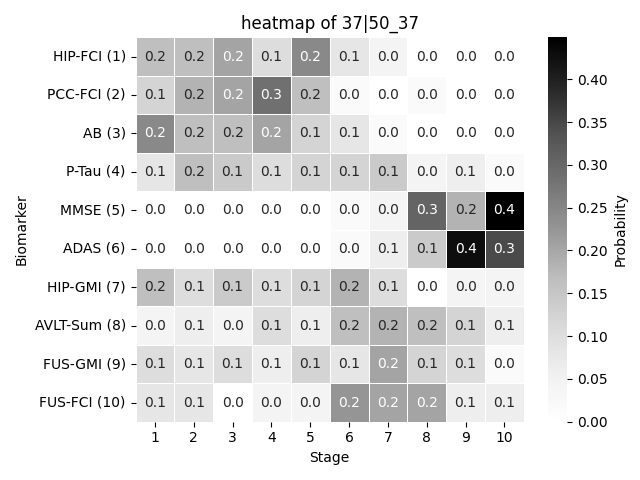 heatmap of 37|50_37
HIP-FCI (1) 0.2 0.2 0.2 0.1 0.2 0.1 0.0 0.0 0.0 0.0
PCC-FCI (2) 0.1 0.2 0.2 0.3 0.2 0.0 0.0 0.0 0.0 0.0
AB (3) 0.2 0.2 0.2 0.2 0.1 0.1 0.0 0.0 0.0 0.0
P-Tau (4) 0.1 0.2 0.1 0.1 0.1 0.1 0.1 0.0 0.1 0.0
MMSE (5) 0.0 0.0 0.0 0.0 0.0 0.0 0.0 0.3 0.2 0.4
ADAS (6) 0.0 0.0 0.0 0.0 0.0 0.0 0.1 0.1 0.4 0.3
HIP-GMI (7) 0.2 0.1 0.1 0.1 0.1 0.2 0.1 0.0 0.0 0.0
AVLT-Sum (8) 0.0 0.1 0.0 0.1 0.1 0.2 0.2 0.2 0.1 0.1
FUS-GMI (9) 0.1 0.1 0.1 0.1 0.1 0.1 0.2 0.1 0.1 0.0
FUS-FCI (10) 0.1 0.1 0.0 0.0 0.0 0.2 0.2 0.2 0.1 0.1
1 2 3 4 5 6 7 8 9 10
Stage
Biomarker
0.40
0.35
0.30
0.25
0.20
0.15
0.10
0.05
0.00
Probability